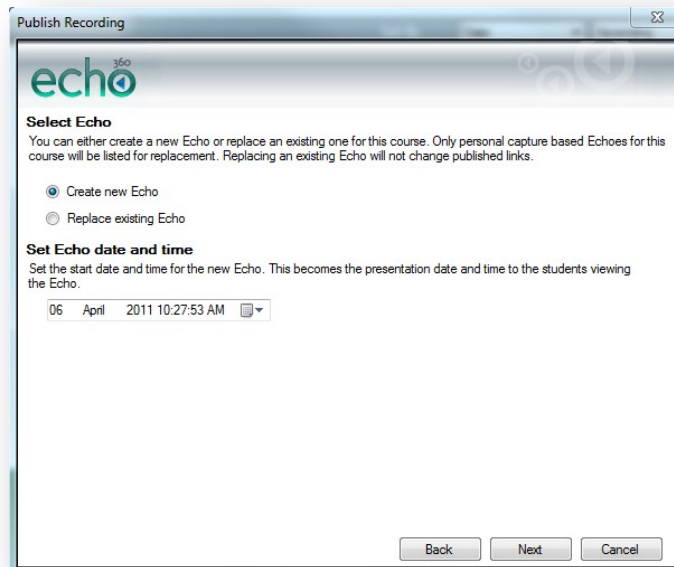 Publish Recording
echo
360
Select Echo
You can either create a new Echo or replace an existing one for this course. Only personal capture based Echoes for this
course will be listed for replacement. Replacing an existing Echo will not change published links.
Create new Echo
Replace existing Echo
Set Echo date and time
Set the start date and time for the new Echo. This becomes the presentation date and time to the students viewing
the Echo.
06 April 2011 10:27:53 AM
Back Next Cancel